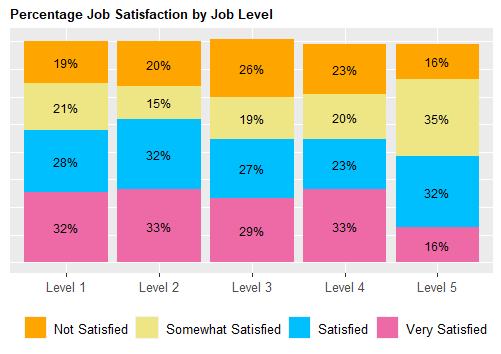 Percentage Job Satisfaction by Job Level
19% 20% 26% 23% 16%
21% 15% 19% 20% 35%
28% 32% 27% 23% 32%
32% 33% 29% 33% 16%
Level 1 Level 2 Level 3 Level 4 Level 5
Not Satisfied Somewhat Satisfied Satisfied Very Satisfied